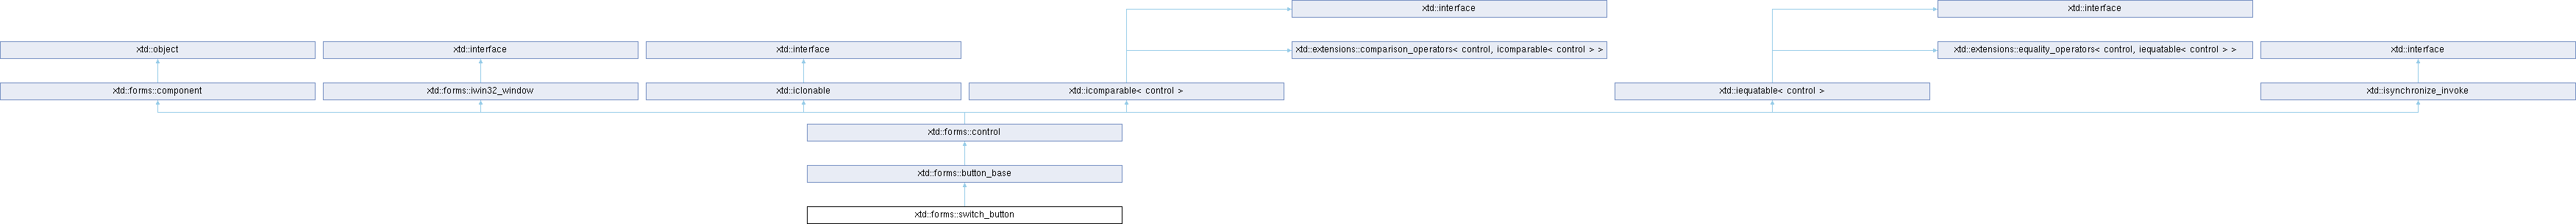 xtd::interface
xtd::interface
xtd::object
xtd::interface
xtd::interface
xtd::extensions::comparison_operators< control, icomparable< control > >
xtd::extensions::equality_operators< control, iequatable< control > >
xtd::interface
xtd::forms::component
xtd::forms::iwin32_window
xtd::iclonable
xtd::icomparable< control >
xtd::iequatable< control >
xtd::isynchronize_invoke
xtd::forms::control
xtd::forms::button_base
xtd::forms::switch_button